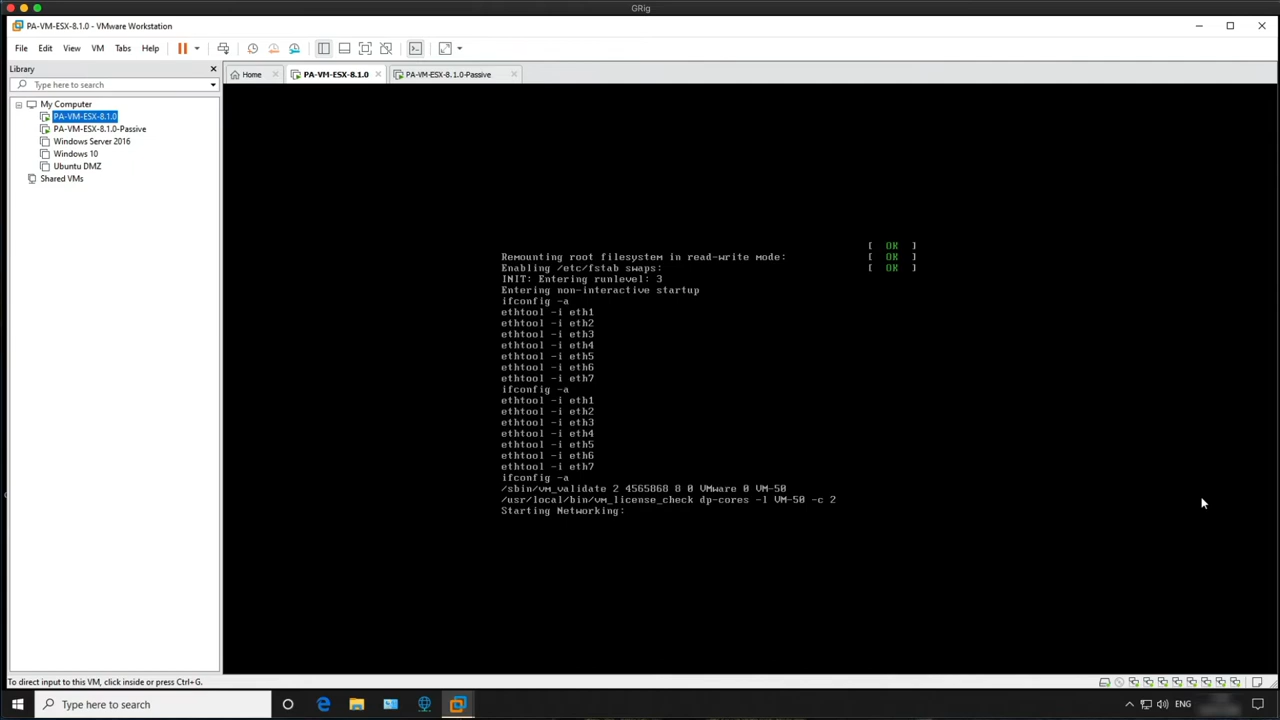 GRig
PA-VM-ESX-8.1.0 - VMware Workstation
File Edit View VM Tabs Help
Library
Home PA-VM-ESX-8.1.0 PA-VM-ESX-8.1.0-Passive
Type here to search
My Computer
PA-VM-ESX-8.1.0
PA-VM-ESX-8.1.0-Passive
Windows Server 2016
Windows 10
Ubuntu DMZ
Shared VMs
[ OK ]
Remounting root filesystem in read-write mode: [ OK ]
Enabling /etc/fstab swaps: [ OK ]
INIT: Entering runlevel: 3
Entering non-interactive startup
ifconfig -a
ethtool -i eth1
ethtool -i eth2
ethtool -i eth3
ethtool -i eth4
ethtool -i eth5
ethtool -i eth6
ethtool -i eth7
ifconfig -a
ethtool -i eth1
ethtool -i eth2
ethtool -i eth3
ethtool -i eth4
ethtool -i eth5
ethtool -i eth6
ethtool -i eth7
ifconfig -a
/sbin/vm_validate 2 4565868 8 0 VMware 0 VM-50
/usr/local/bin/vm_license_check dp-cores -l VM-50 -c 2
Starting Networking:
To direct input to this VM, click inside or press Ctrl+G.
Type here to search
ENG